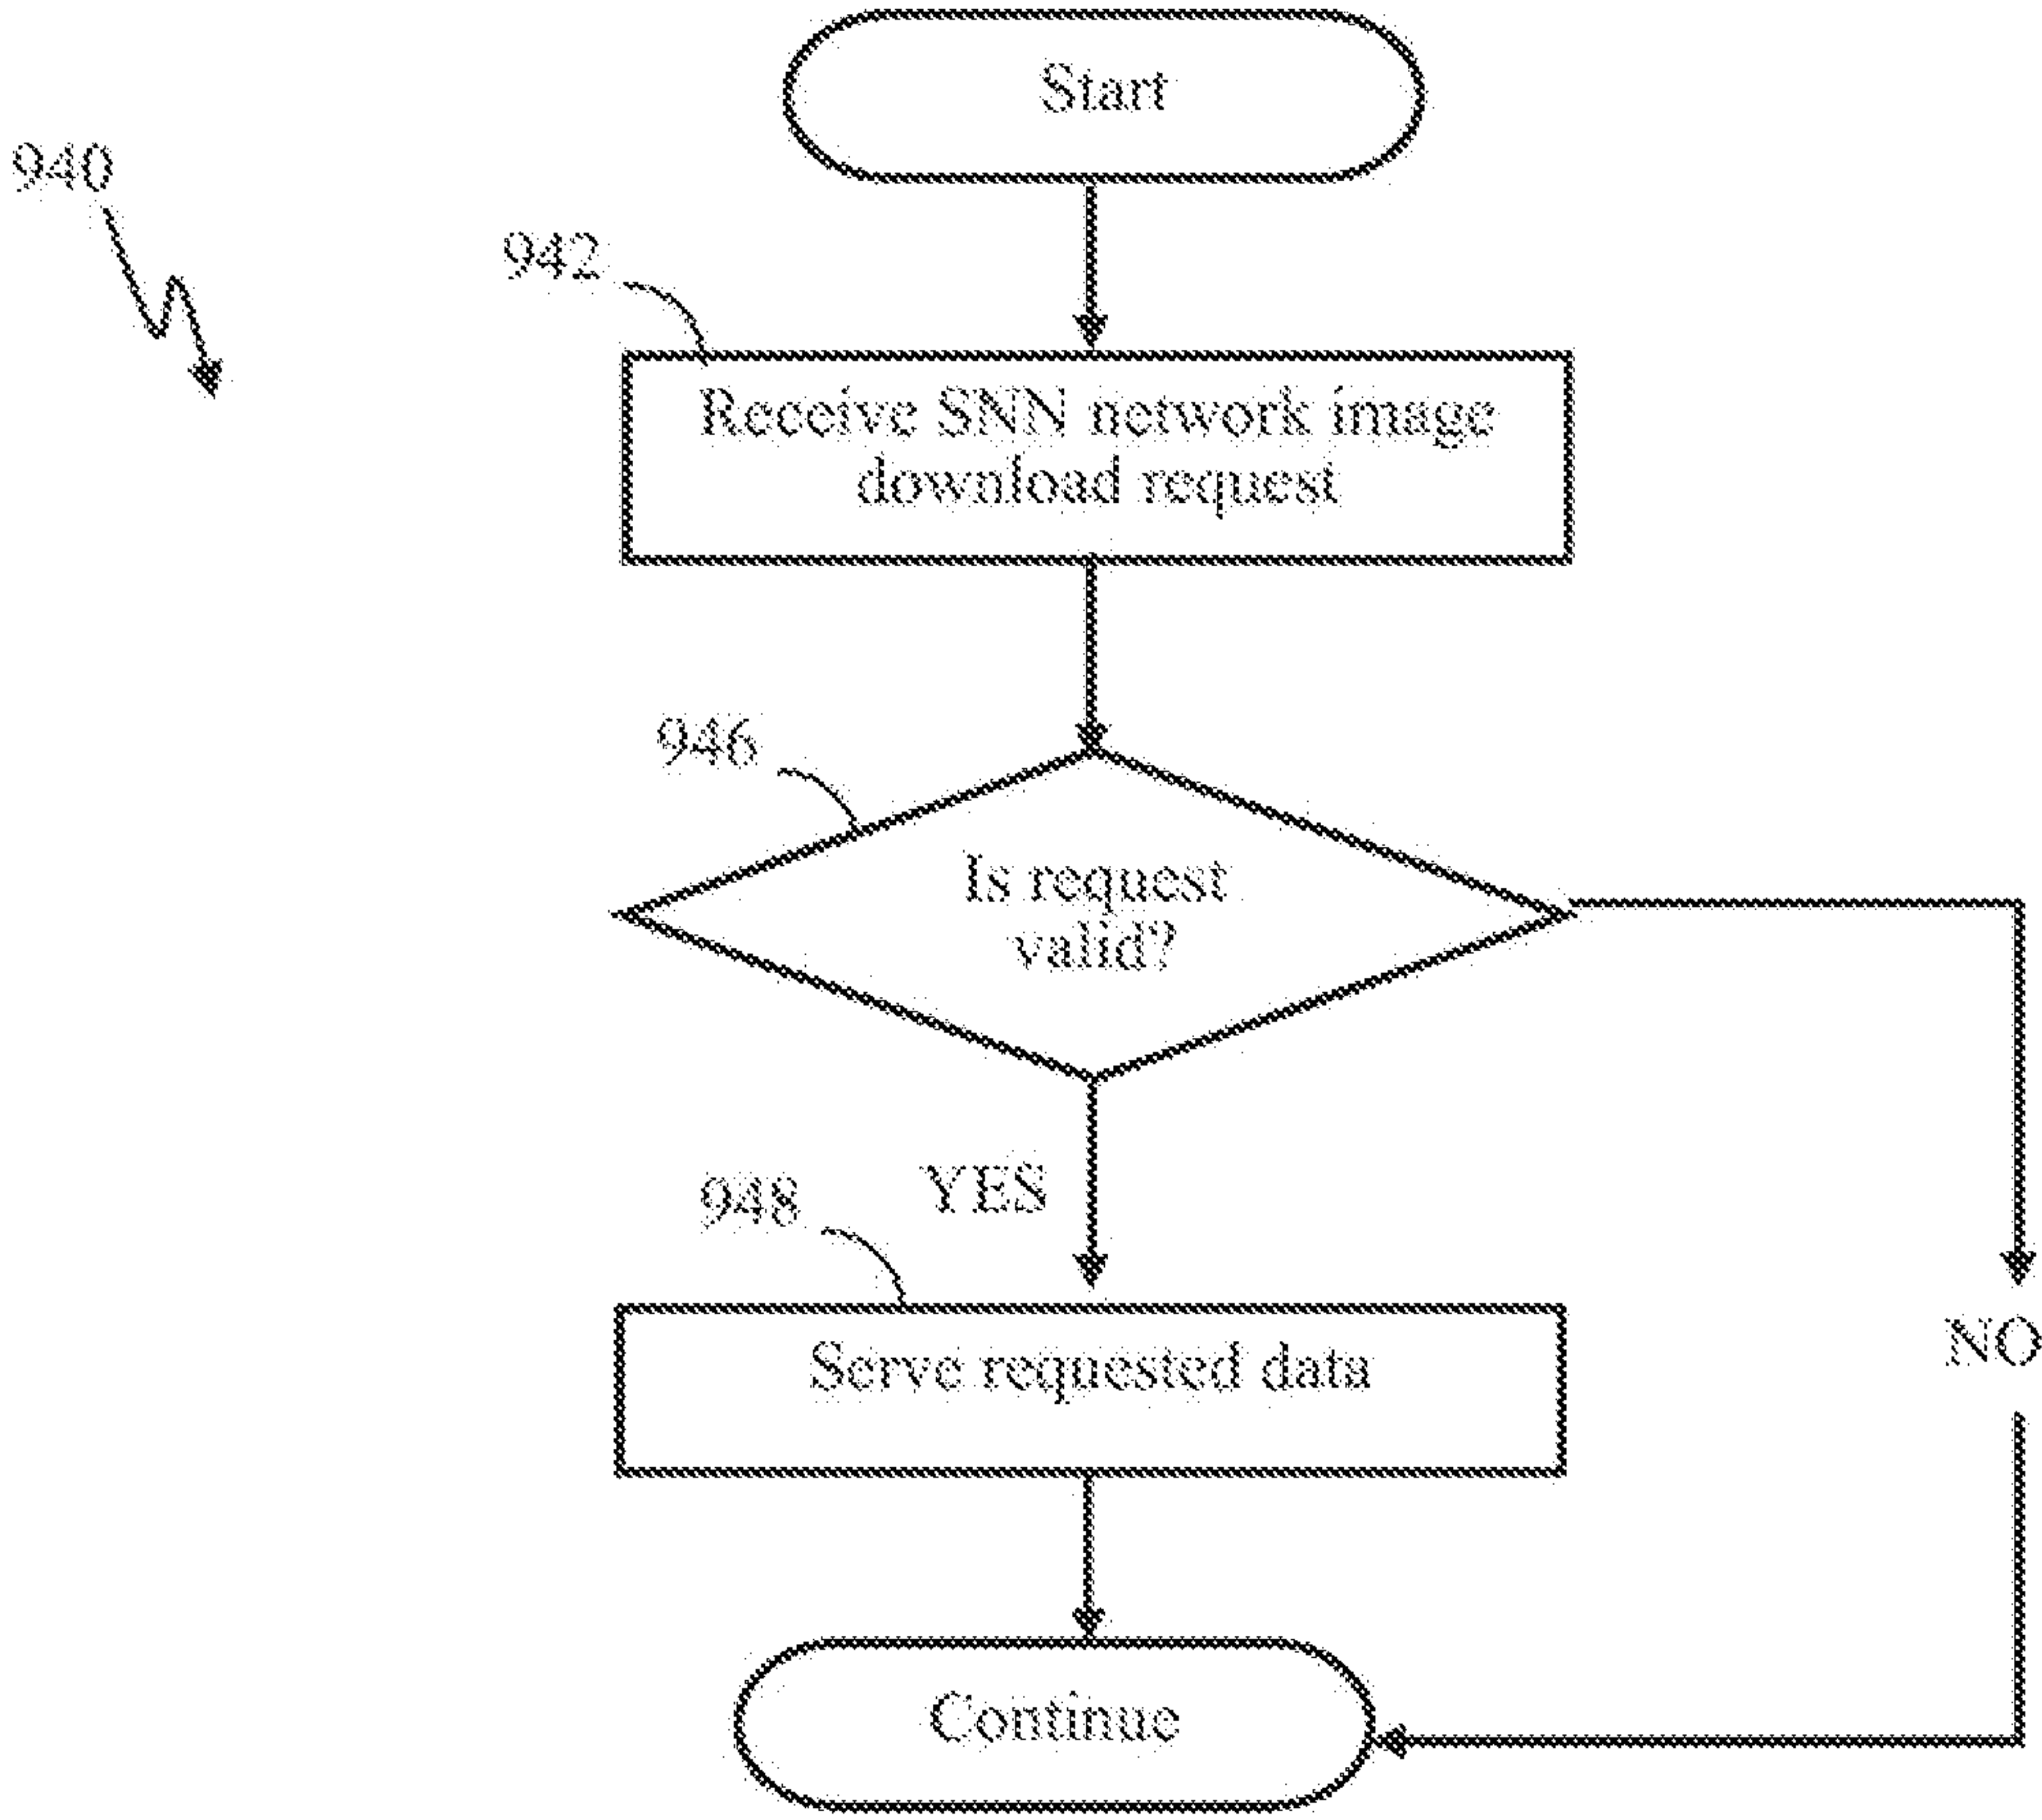 Start
940
942
Receive SNN network image
download request
946
Is request
valid?
YES
948
Serve requested data
NO
Continue